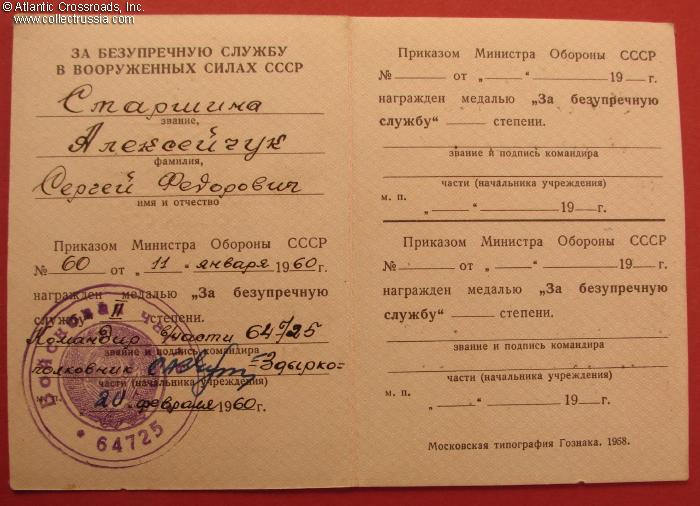 © Atlantic Crossroads, Inc.
www.collectrussia.com
ЗА БЕЗУПРЕЧНУЮ СЛУЖБУ
В ВООРУЖЕННЫХ СИЛАХ СССР
Старшина
звание,
Алексейчук
фамилия,
Сергей Федорович
имя и отчество
Приказом Министра Обороны СССР
№ 60 от „11“ января 1960 г.
награжден медалью „За безупречную
службу“ II степени.
Командир в/части 64725
звание и подпись командира
полковник Здырко
части (начальника учреждения)
м. п. „20“ февраля 1960 г.
Войсковая часть
* 64725
Приказом Министра Обороны СССР
№ от „ “ 19 г.
награжден медалью „За безупречную
службу“ степени.
звание и подпись командира
части (начальника учреждения)
м. п.
„ “ 19 г.
Приказом Министра Обороны СССР
№ от „ “ 19 г.
награжден медалью „За безупречную
службу“ степени.
звание и подпись командира
части (начальника учреждения)
м. п.
„ “ 19 г.
Московская типография Гознака. 1958.